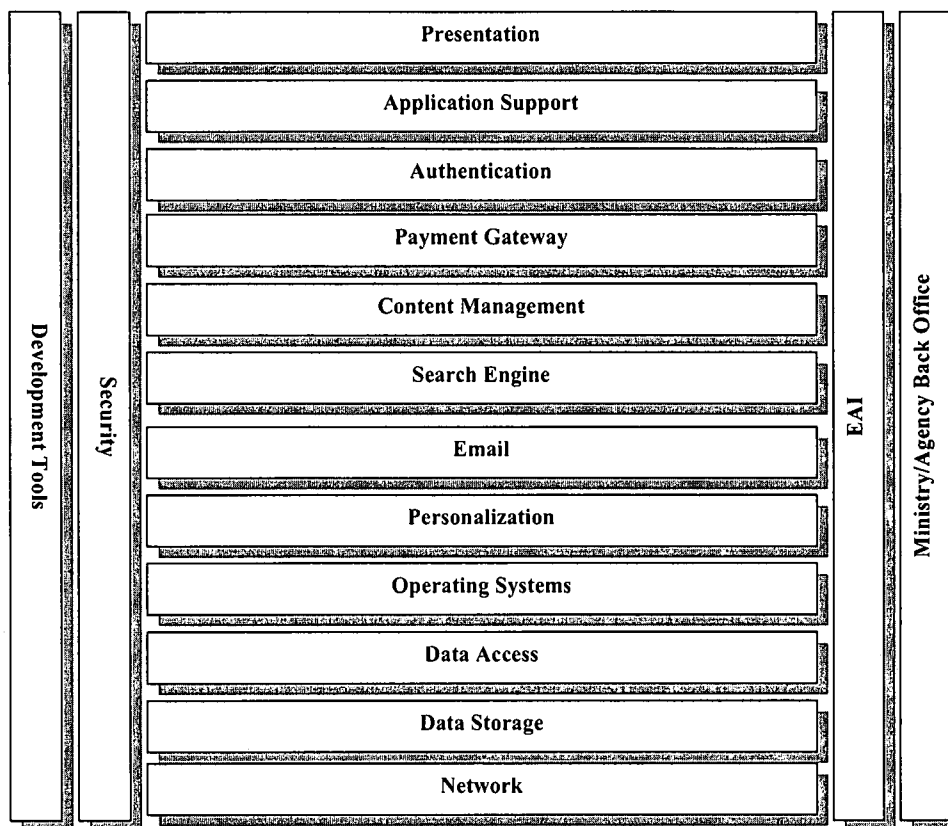 Development Tools
Security
Presentation
Application Support
Authentication
Payment Gateway
Content Management
Search Engine
Email
Personalization
Operating Systems
Data Access
Data Storage
Network
EAI
Ministry/Agency Back Office